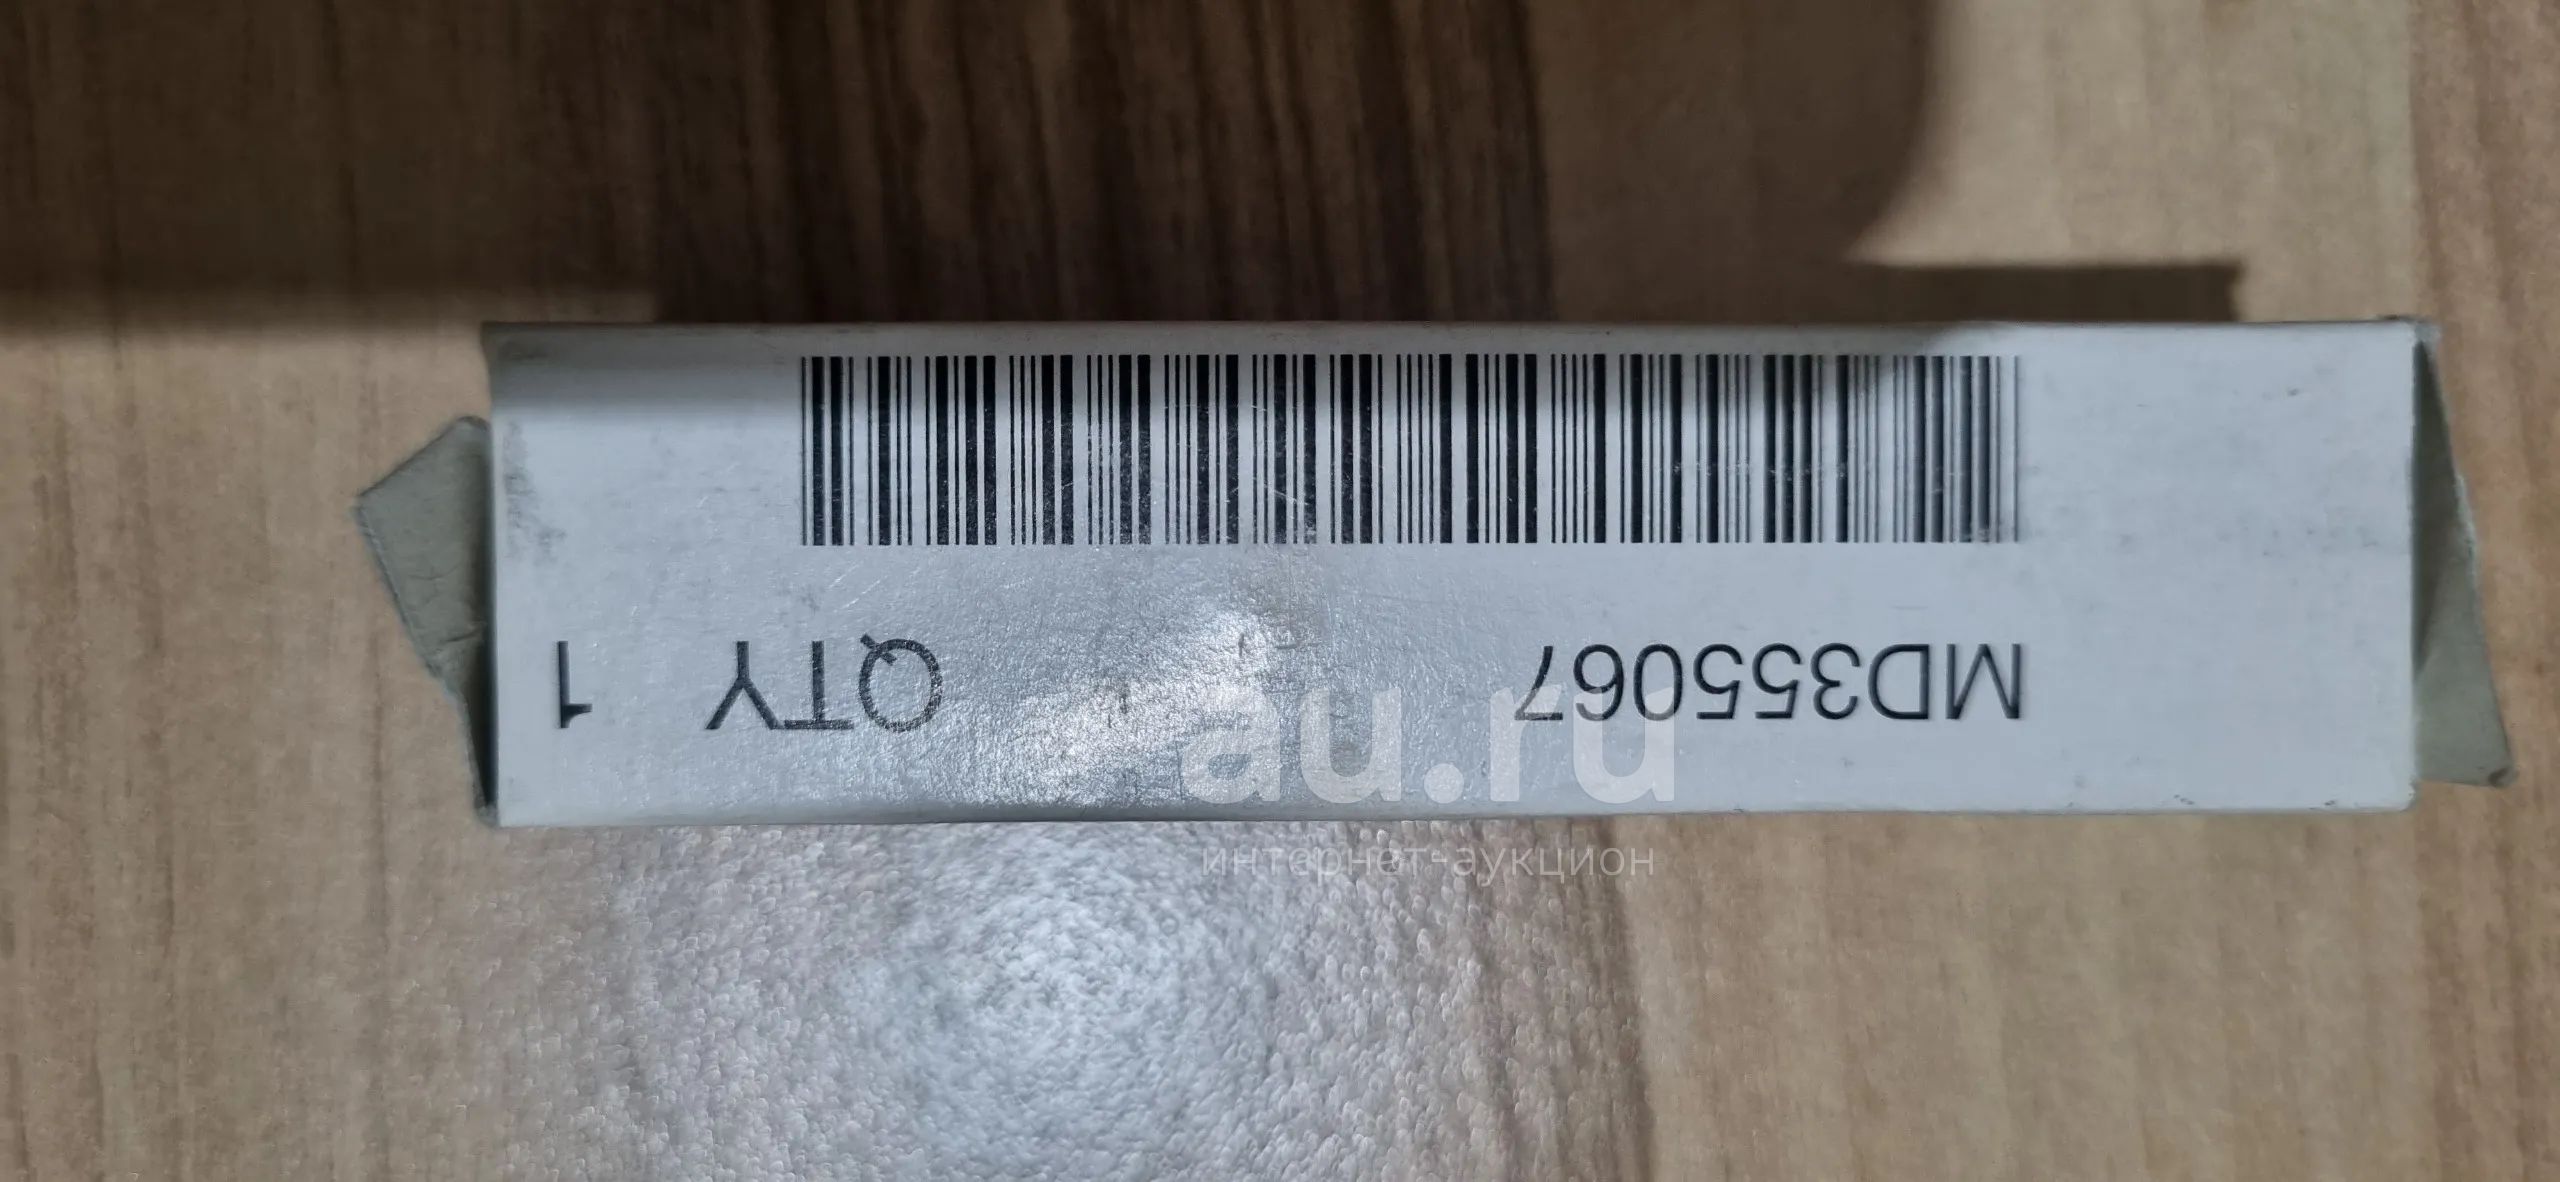 MD355067 QTY 1
au.ru
интернет-аукцион